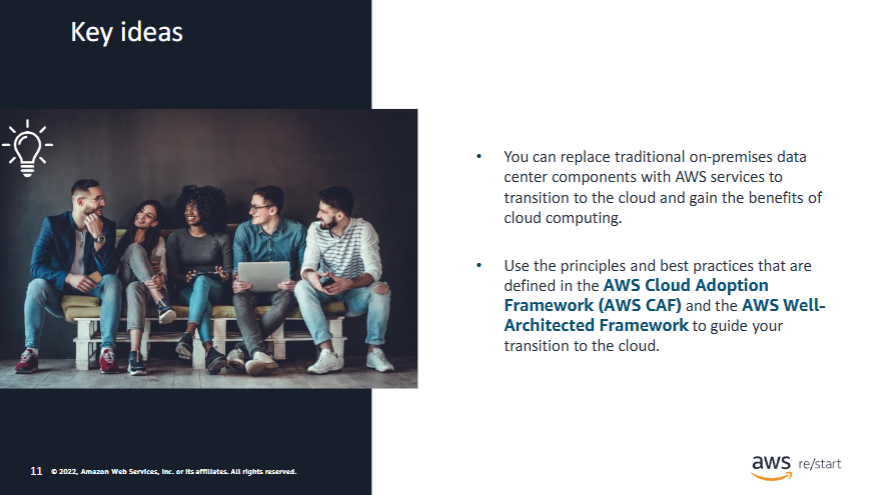 Key ideas
• You can replace traditional on-premises data
center components with AWS services to
transition to the cloud and gain the benefits of
cloud computing.
• Use the principles and best practices that are
defined in the AWS Cloud Adoption
Framework (AWS CAF) and the AWS Well-
Architected Framework to guide your
transition to the cloud.
11 © 2022, Amazon Web Services, Inc. or its affiliates. All rights reserved.
aws re/start